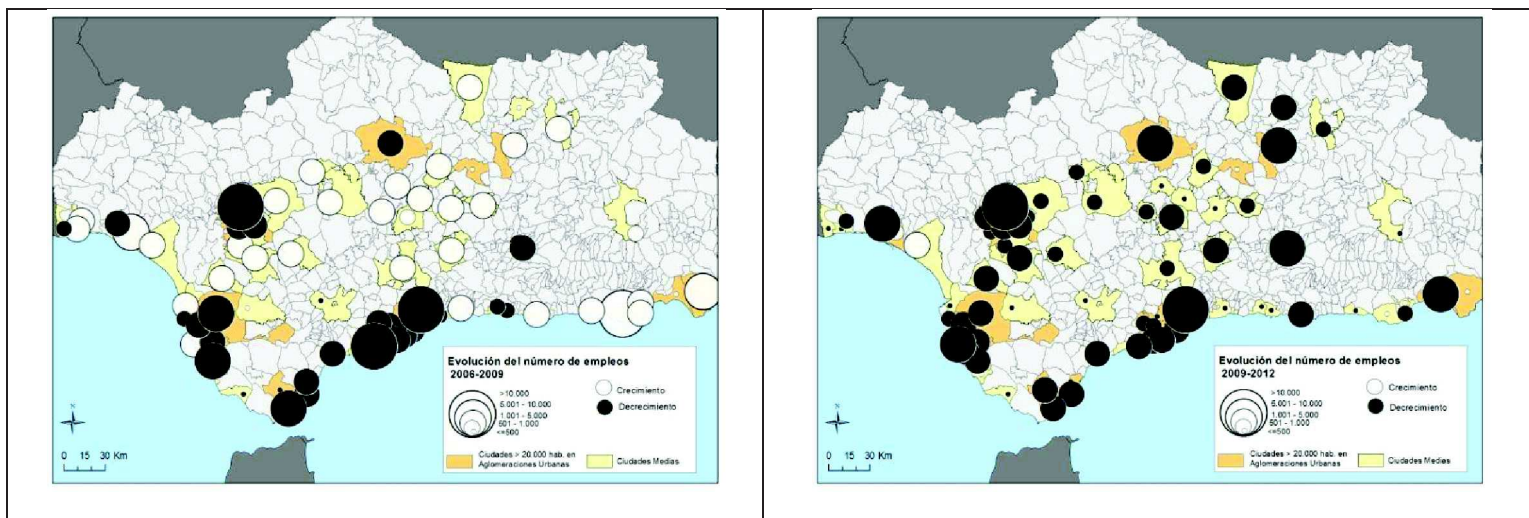 Evolución del número de empleos
2006-2009
>10.000
5.001 - 10.000
1.001 - 5.000
501 - 1.000
<=500
Crecimiento
Decrecimiento
Ciudades > 20.000 hab. en
Aglomeraciones Urbanas
Ciudades Medias
N
0 15 30 Km
Evolución del número de empleos
2009-2012
>10.000
5.001 - 10.000
1.001 - 5.000
501 - 1.000
<=500
Crecimiento
Decrecimiento
Ciudades > 20.000 hab. en
Aglomeraciones Urbanas
Ciudades Medias
N
0 15 30 Km